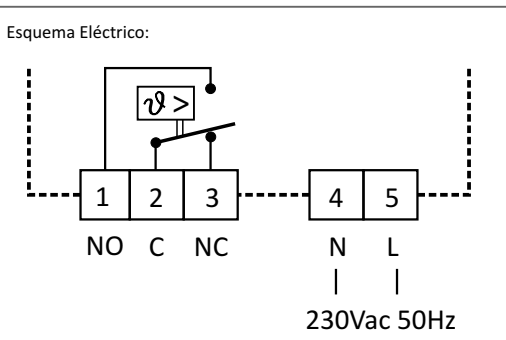 Esquema Eléctrico:
ϑ >
1 2 3 4 5
NO C NC N L
230Vac 50Hz